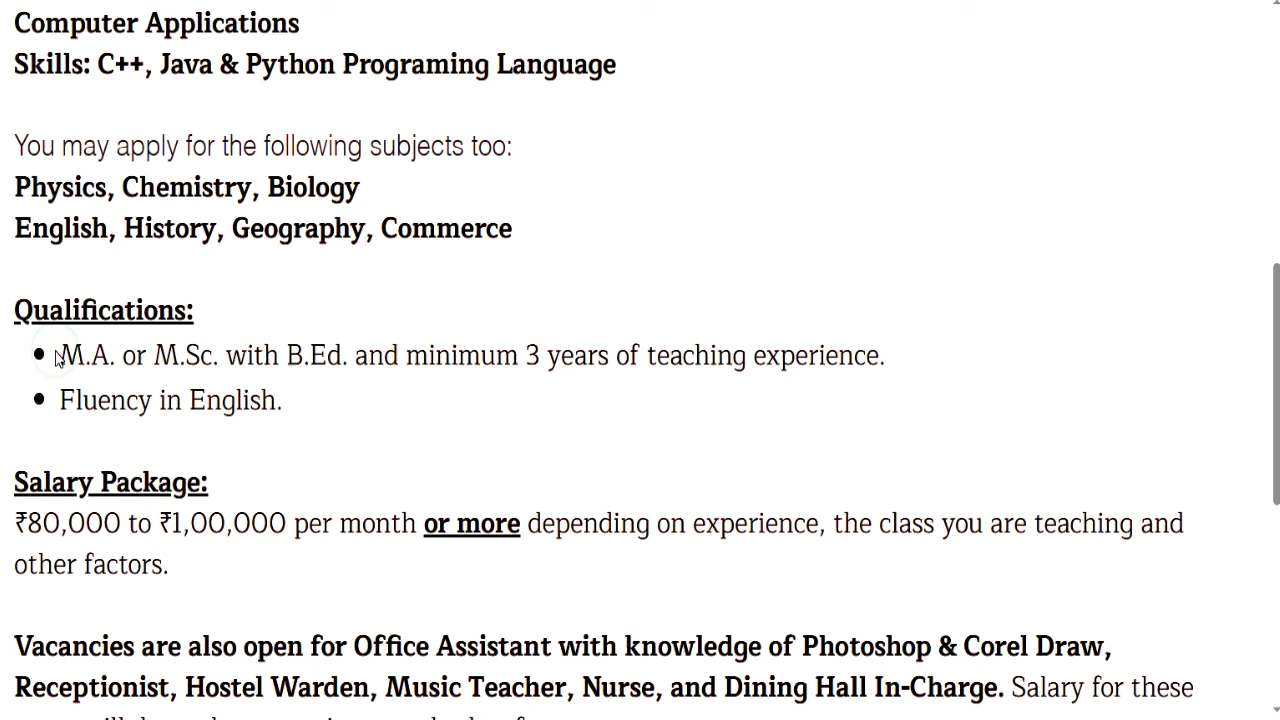 Computer Applications
Skills: C++, Java & Python Programing Language
You may apply for the following subjects too:
Physics, Chemistry, Biology
English, History, Geography, Commerce
Qualifications:
• M.A. or M.Sc. with B.Ed. and minimum 3 years of teaching experience.
• Fluency in English.
Salary Package:
₹80,000 to ₹1,00,000 per month or more depending on experience, the class you are teaching and
other factors.
Vacancies are also open for Office Assistant with knowledge of Photoshop & Corel Draw,
Receptionist, Hostel Warden, Music Teacher, Nurse, and Dining Hall In-Charge. Salary for these